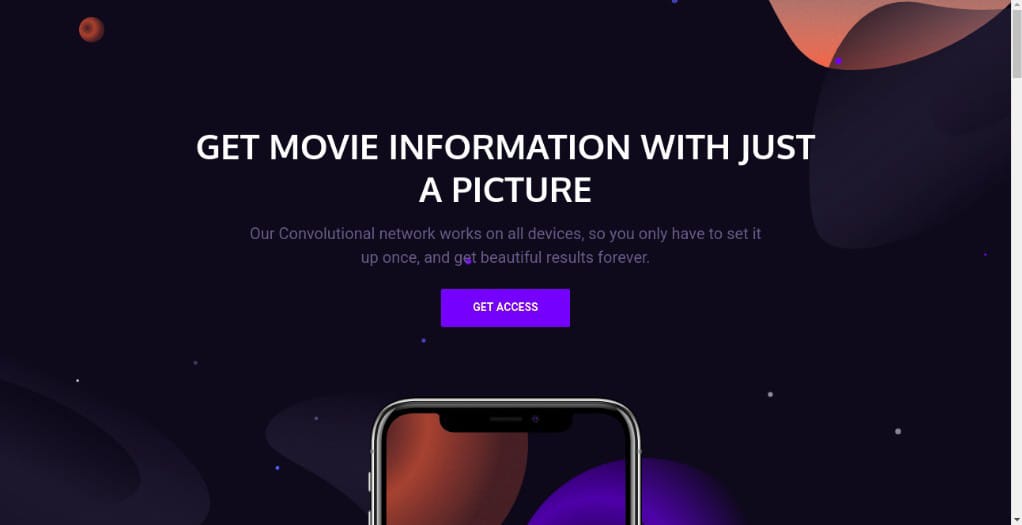 GET MOVIE INFORMATION WITH JUST
A PICTURE
Our Convolutional network works on all devices, so you only have to set it
up once, and get beautiful results forever.
GET ACCESS